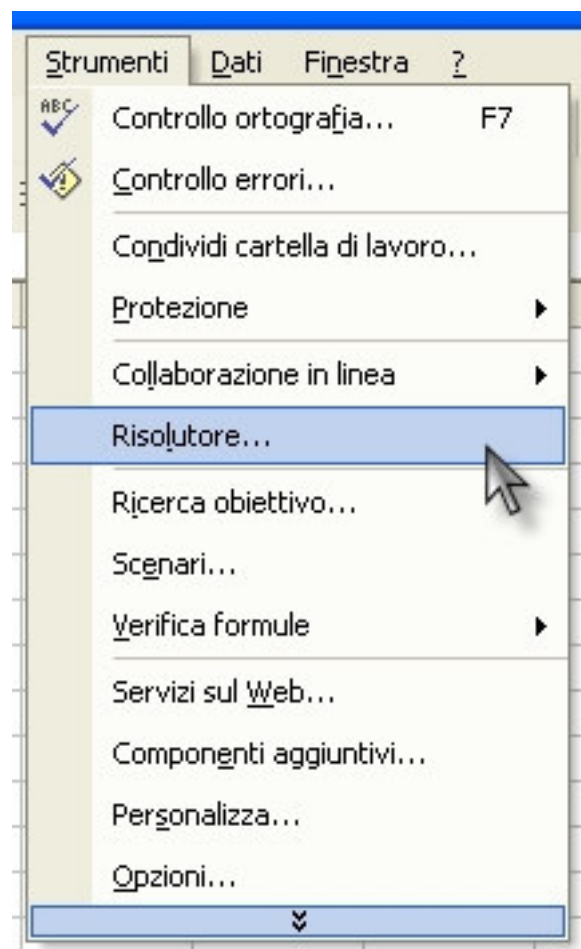 Strumenti Dati Finestra ?
ABC Controllo ortografia... F7
Controllo errori...
Condividi cartella di lavoro...
Protezione
Collaborazione in linea
Risolutore...
Ricerca obiettivo...
Scenari...
Verifica formule
Servizi sul Web...
Componenti aggiuntivi...
Personalizza...
Opzioni...